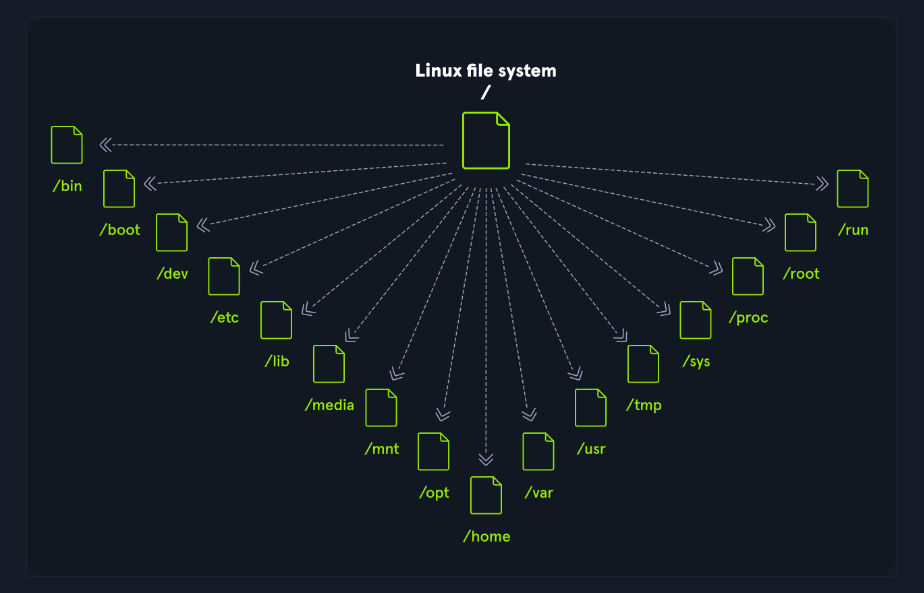 Linux file system
/
/bin
/boot
/dev
/etc
/lib
/media
/mnt
/opt
/home
/var
/usr
/tmp
/sys
/proc
/root
/run